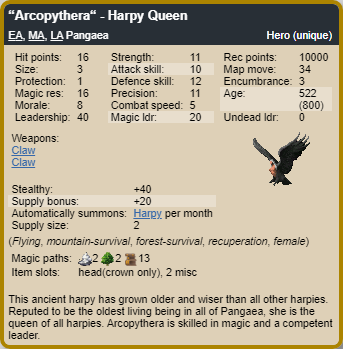 “Arcopythera“ - Harpy Queen
EA, MA, LA Pangaea Hero (unique)
Hit points: 16 Strength: 11 Rec points: 10000
Size: 3 Attack skill: 10 Map move: 34
Protection: 1 Defence skill: 12 Encumbrance: 3
Magic res: 16 Precision: 11 Age: 522
Morale: 8 Combat speed: 5 (800)
Leadership: 40 Magic ldr: 20 Undead ldr: 0
Weapons:
Claw
Claw
Stealthy: +40
Supply bonus: +20
Automatically summons: Harpy per month
Supply size: 2
(Flying, mountain-survival, forest-survival, recuperation, female)
Magic paths: 2 2 13
Item slots: head(crown only), 2 misc
This ancient harpy has grown older and wiser than all other harpies.
Reputed to be the oldest living being in all of Pangaea, she is the
queen of all harpies. Arcopythera is skilled in magic and a competent
leader.